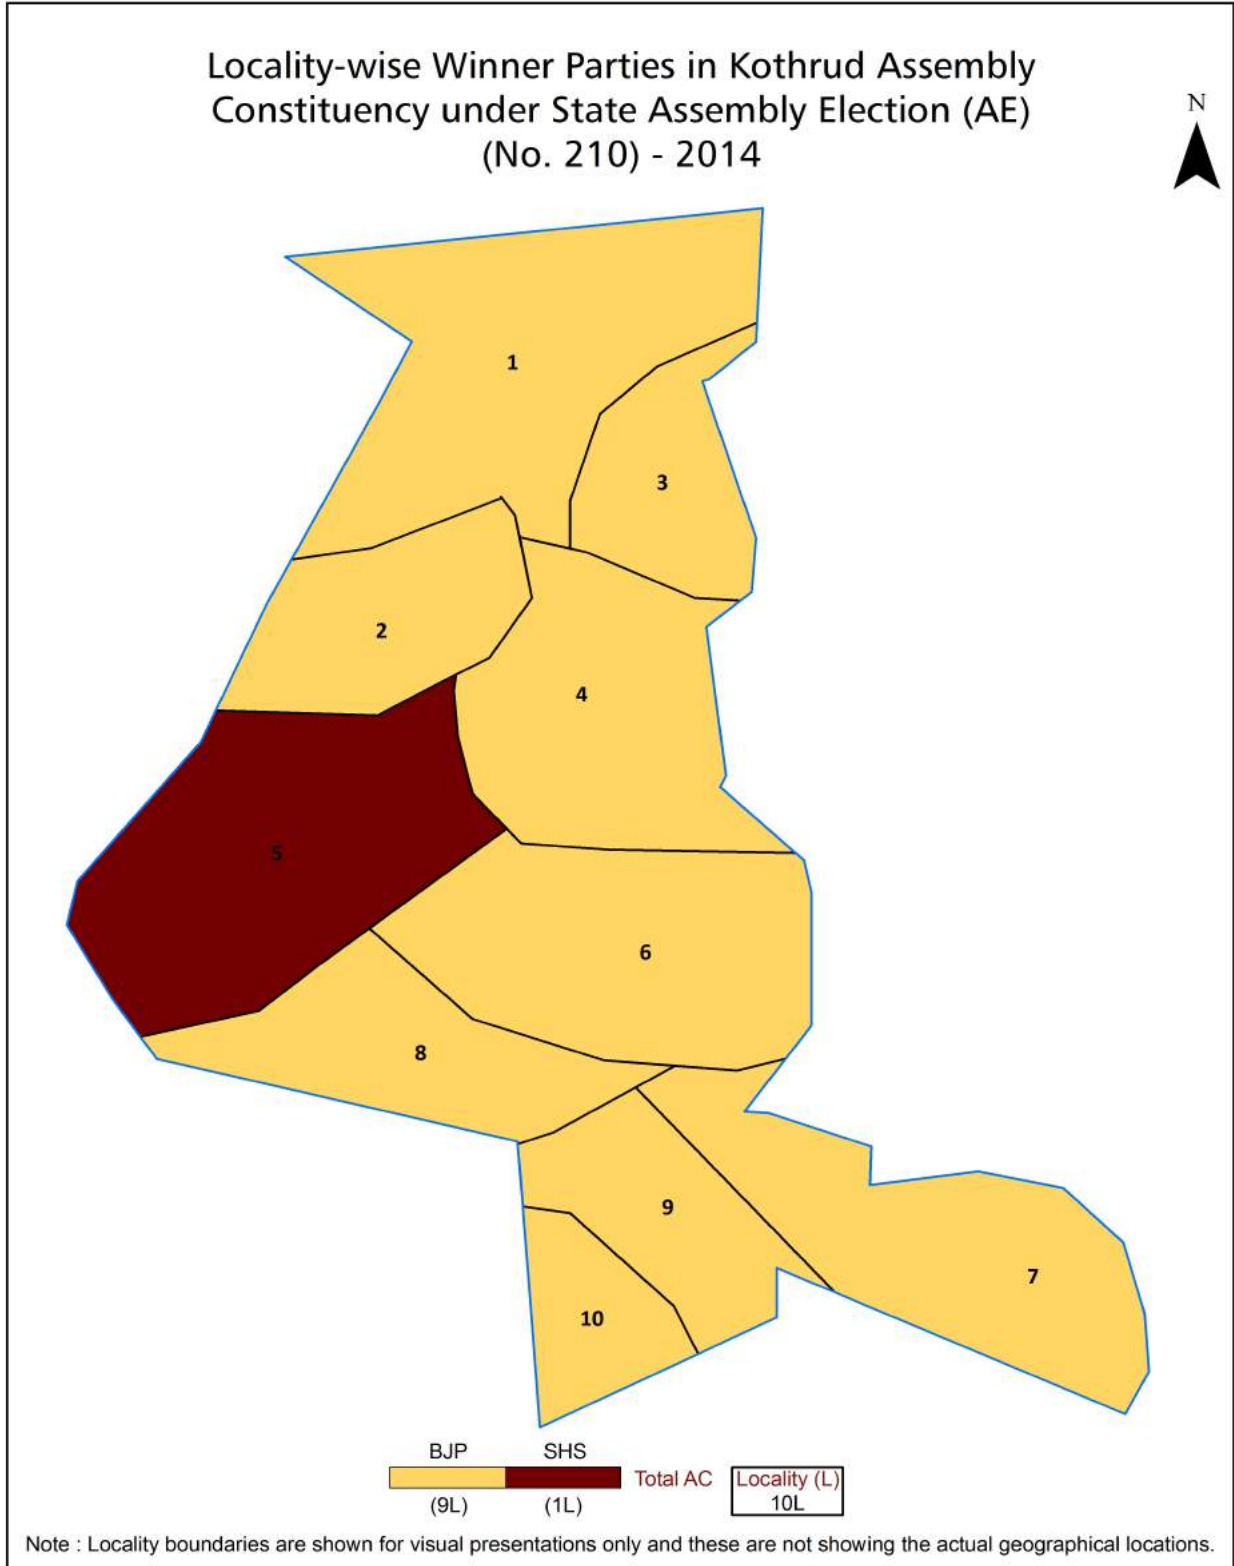 Locality-wise Winner Parties in Kothrud Assembly
Constituency under State Assembly Election (AE)
(No. 210) - 2014
N
1
3
2
4
5
6
8
9
7
10
BJP SHS
Total AC Locality (L)
(9L) (1L) 10L
Note : Locality boundaries are shown for visual presentations only and these are not showing the actual geographical locations.